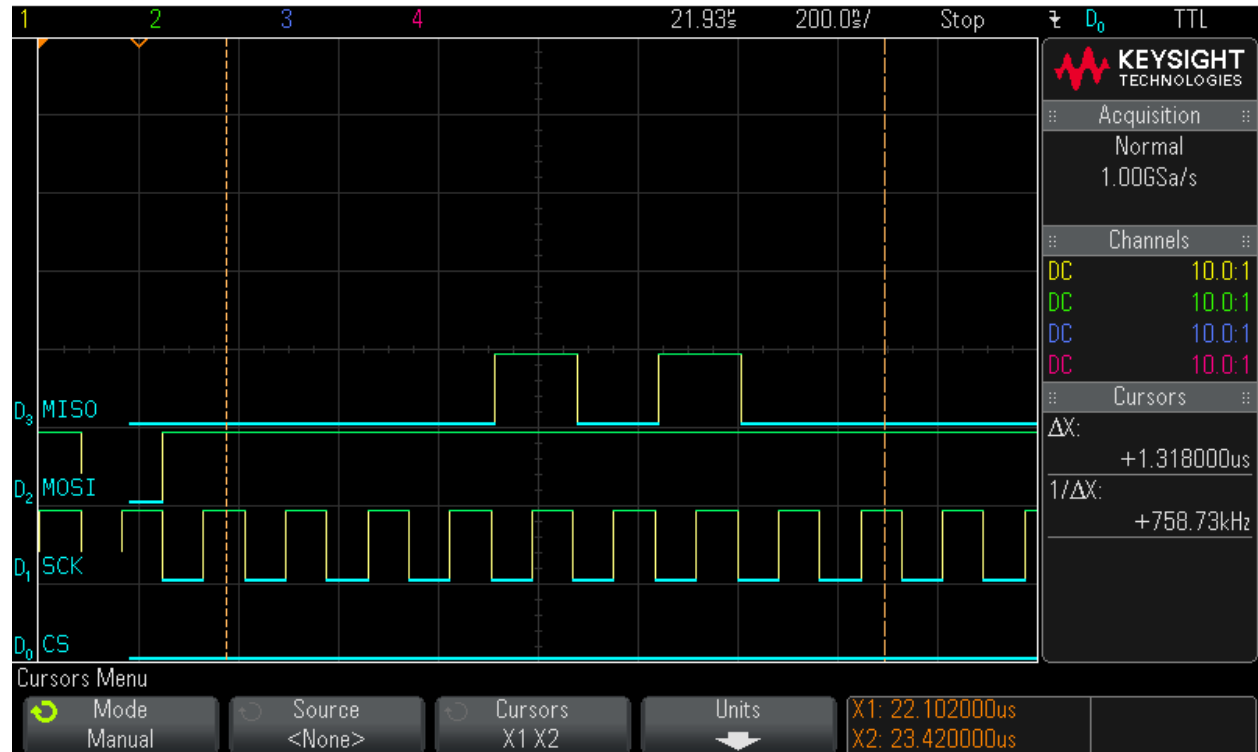 1 2 3 4 21.93㎲ 200.0㎱/ Stop D0 TTL
KEYSIGHT
TECHNOLOGIES
Acquisition
Normal
1.00GSa/s
Channels
DC 10.0:1
DC 10.0:1
DC 10.0:1
DC 10.0:1
Cursors
ΔX:
+1.318000us
1/ΔX:
+758.73kHz
D3 MISO
D2 MOSI
D1 SCK
D0 CS
Cursors Menu
Mode
Manual
Source
<None>
Cursors
X1 X2
Units
X1: 22.102000us
X2: 23.420000us